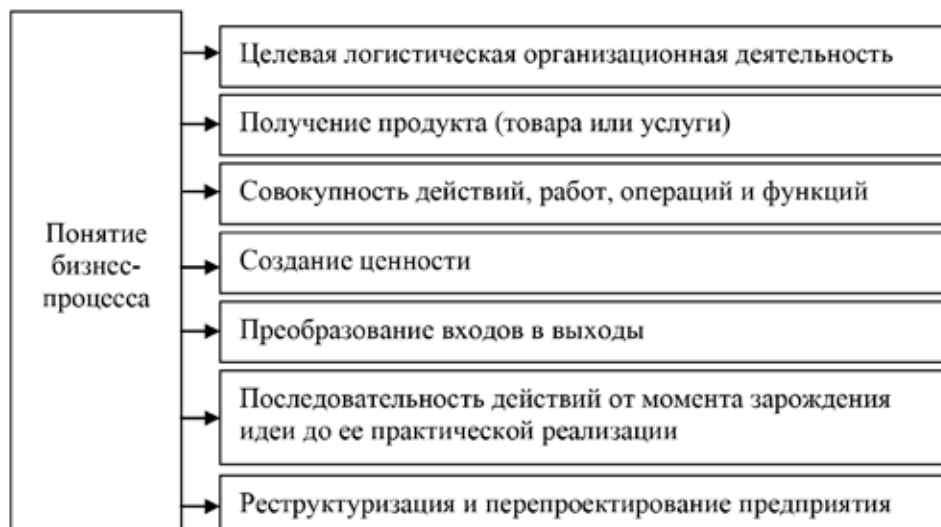 Понятие
бизнес-
процесса
Целевая логистическая организационная деятельность
Получение продукта (товара или услуги)
Совокупность действий, работ, операций и функций
Создание ценности
Преобразование входов в выходы
Последовательность действий от момента зарождения
идеи до ее практической реализации
Реструктуризация и перепроектирование предприятия